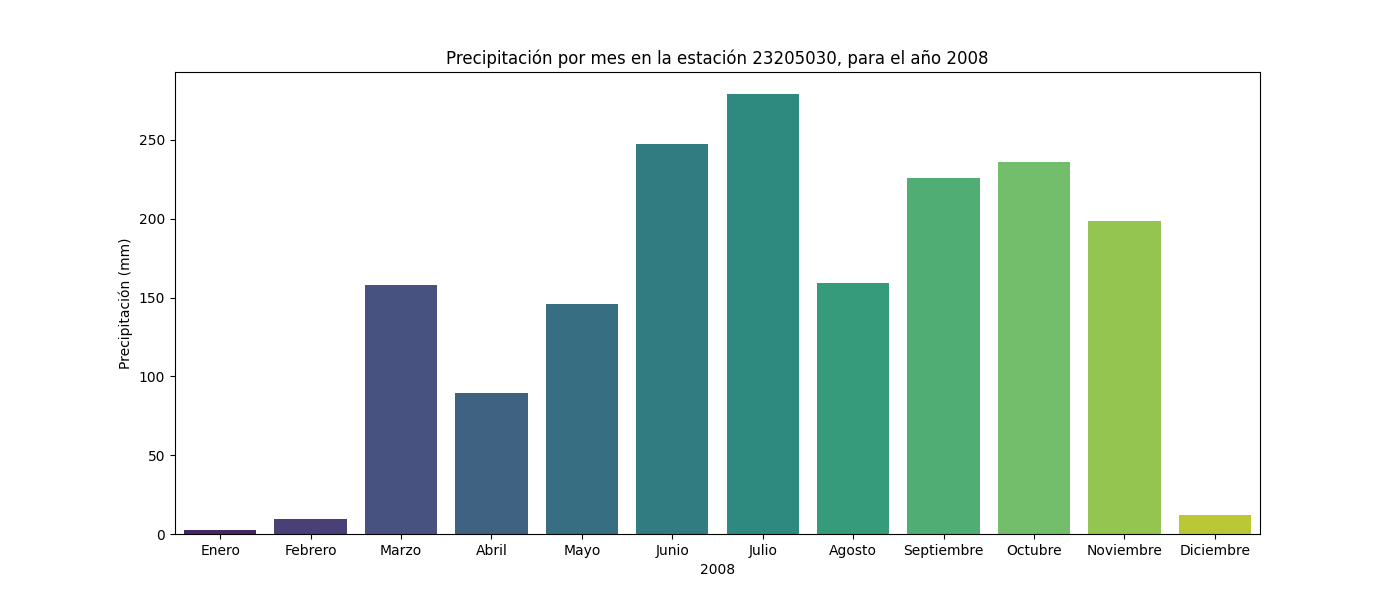 Precipitación por mes en la estación 23205030, para el año 2008
Precipitación (mm)
250
200
150
100
50
0
Enero Febrero Marzo Abril Mayo Junio Julio Agosto Septiembre Octubre Noviembre Diciembre
2008